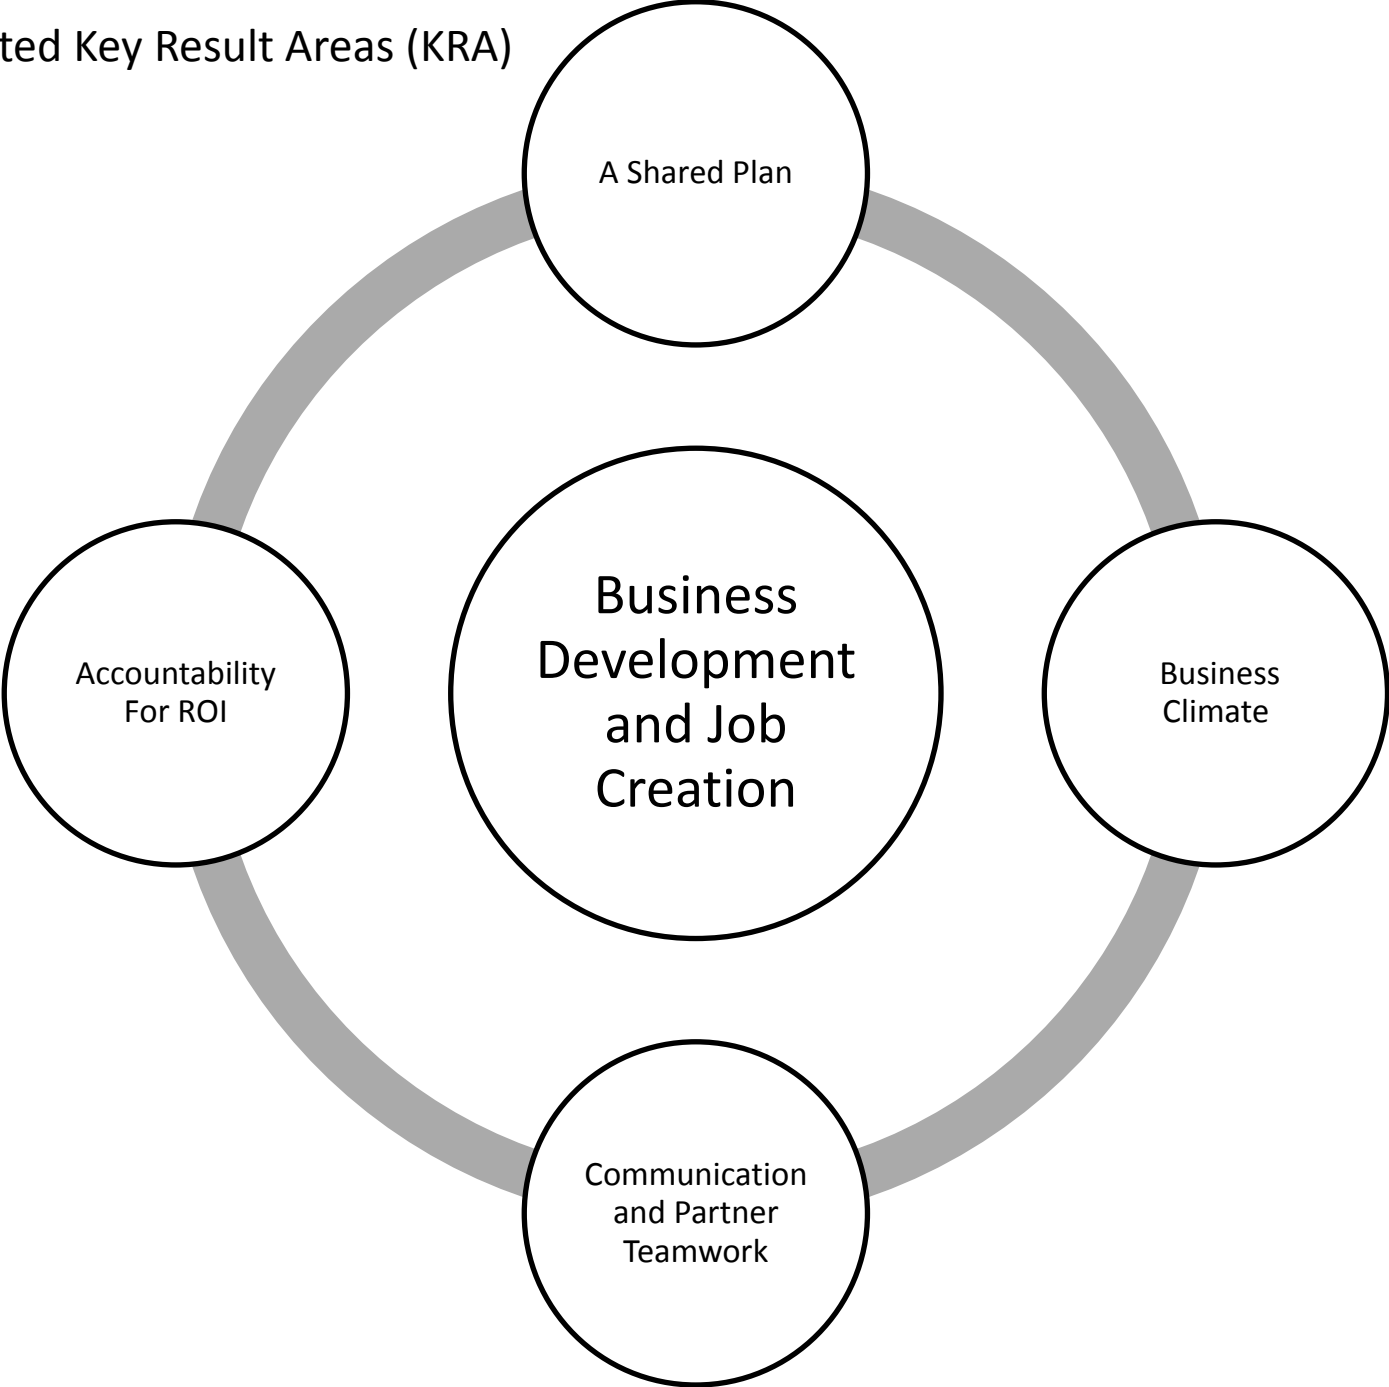 Key Result Areas (KRA)
A Shared Plan
Accountability
For ROI
Business
Development
and Job
Creation
Business
Climate
Communication
and Partner
Teamwork